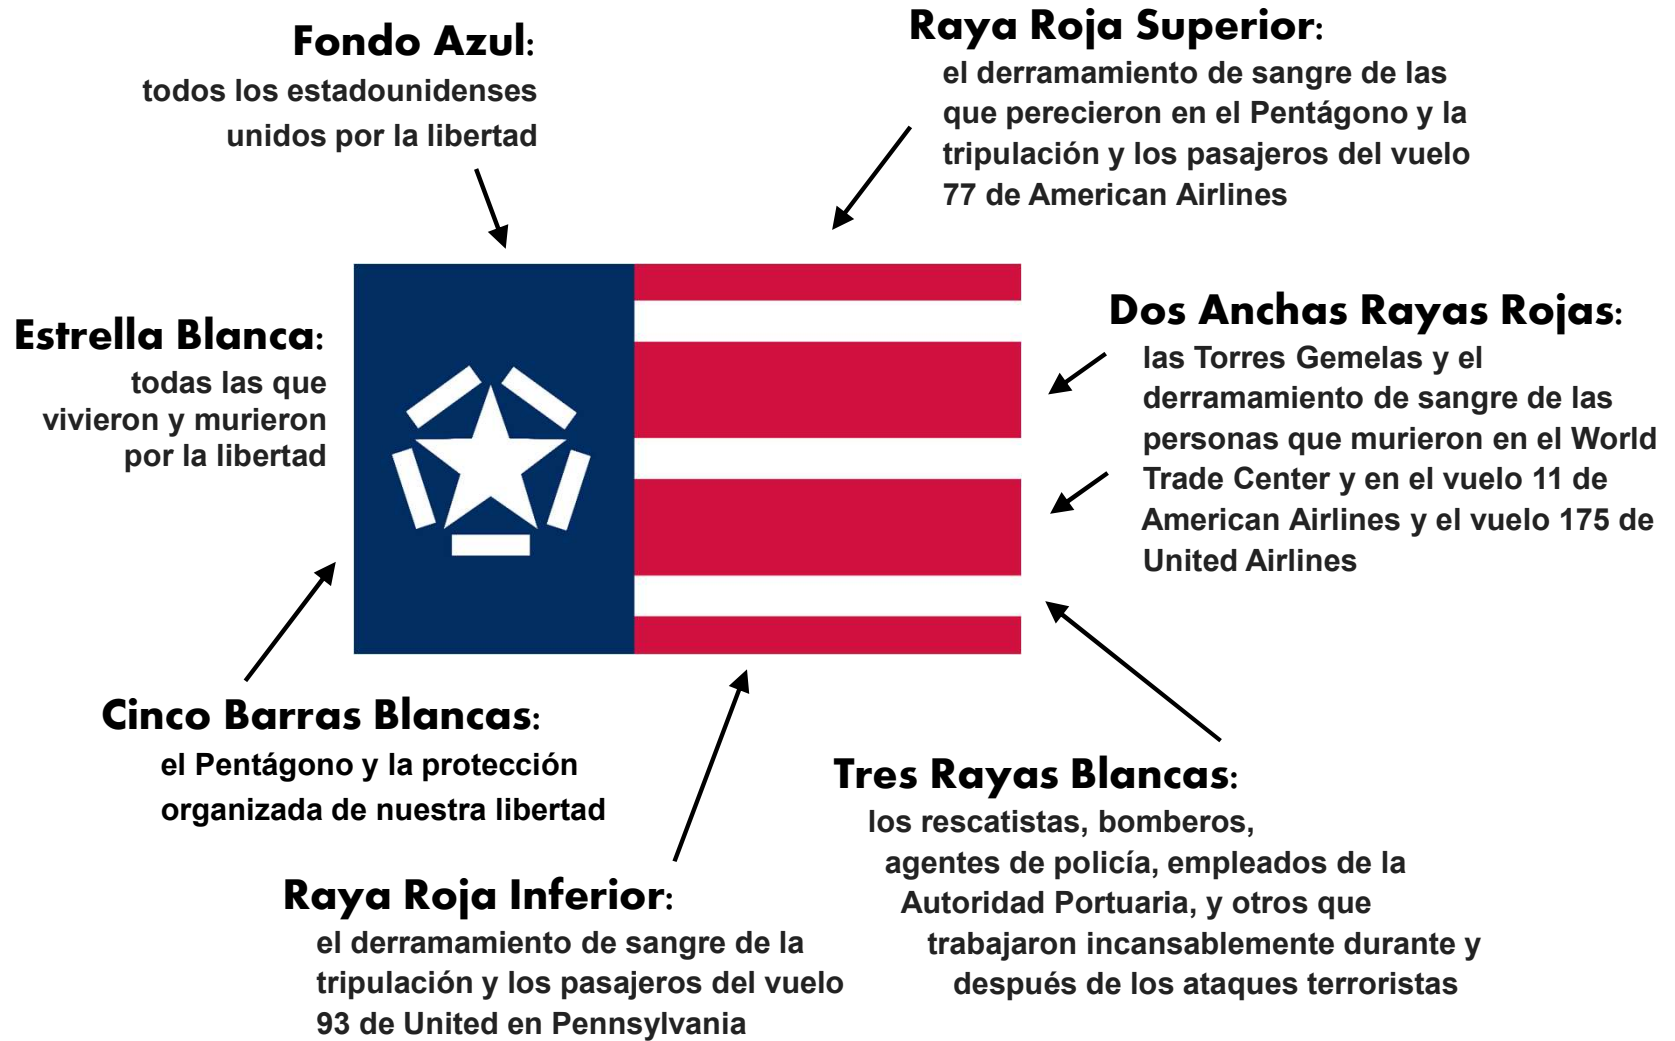 Fondo Azul:
todos los estadounidenses
unidos por la libertad
Raya Roja Superior:
el derramamiento de sangre de las
que perecieron en el Pentágono y la
tripulación y los pasajeros del vuelo
77 de American Airlines
Estrella Blanca:
todas las que
vivieron y murieron
por la libertad
Dos Anchas Rayas Rojas:
las Torres Gemelas y el
derramamiento de sangre de las
personas que murieron en el World
Trade Center y en el vuelo 11 de
American Airlines y el vuelo 175 de
United Airlines
Cinco Barras Blancas:
el Pentágono y la protección
organizada de nuestra libertad
Tres Rayas Blancas:
los rescatistas, bomberos,
agentes de policía, empleados de la
Autoridad Portuaria, y otros que
trabajaron incansablemente durante y
después de los ataques terroristas
Raya Roja Inferior:
el derramamiento de sangre de la
tripulación y los pasajeros del vuelo
93 de United en Pennsylvania